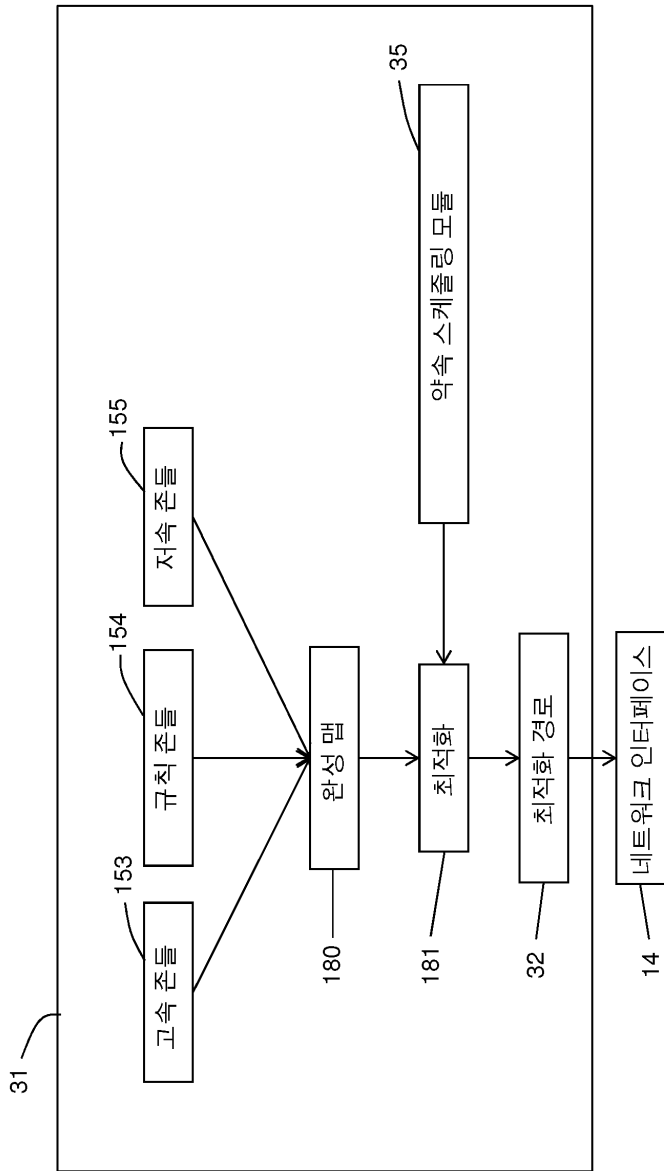 31
153
고속 존들
154
규칙 존들
155
저속 존들
180
완성 맵
181
최적화
35
약속 스케줄링 모듈
32
최적화 경로
14
네트워크 인터페이스